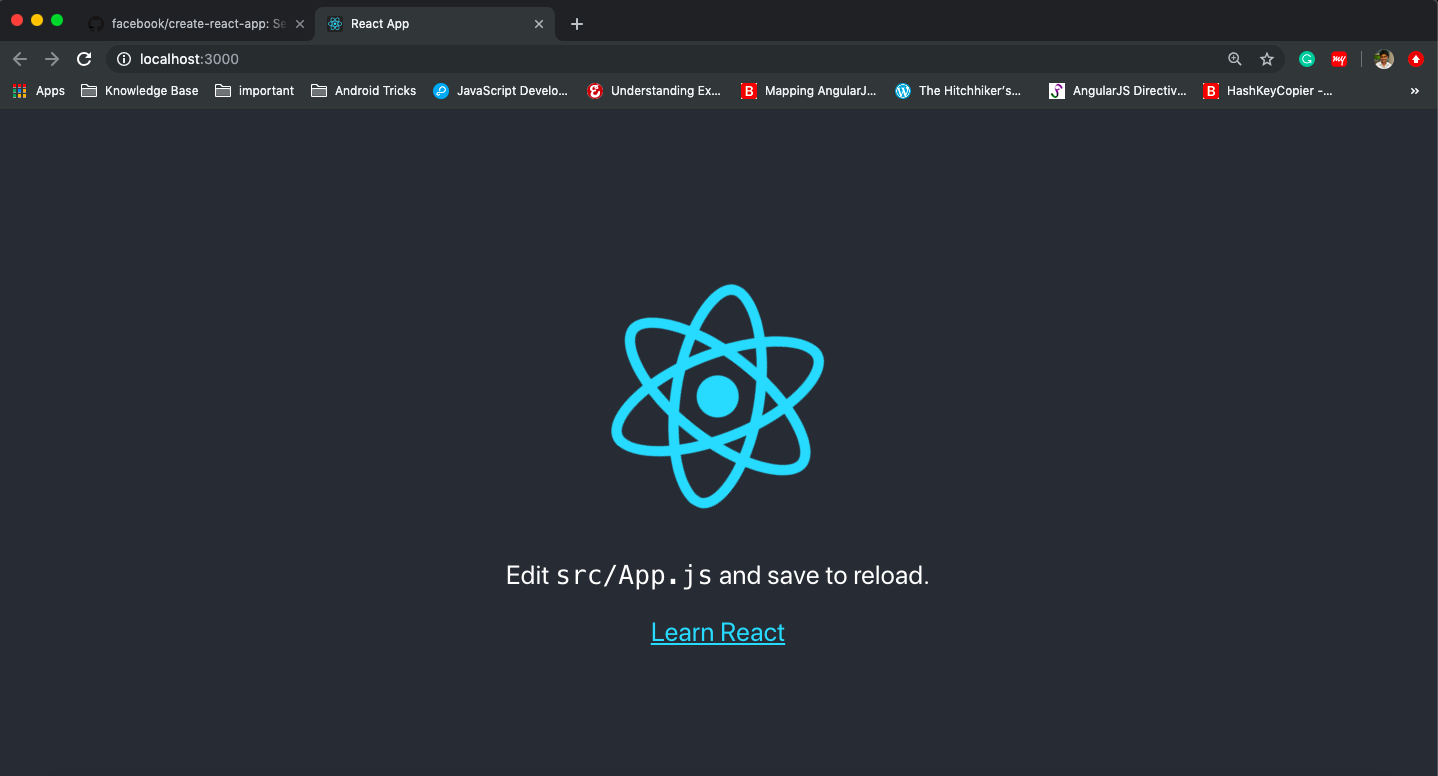 facebook/create-react-app: Se
React App
localhost:3000
Apps
Knowledge Base
important
Android Tricks
JavaScript Develo...
Understanding Ex...
B
Mapping AngularJ...
The Hitchhiker's...
AngularJS Directiv...
B
HashKeyCopier -...
»
Edit src/App.js and save to reload.
Learn React